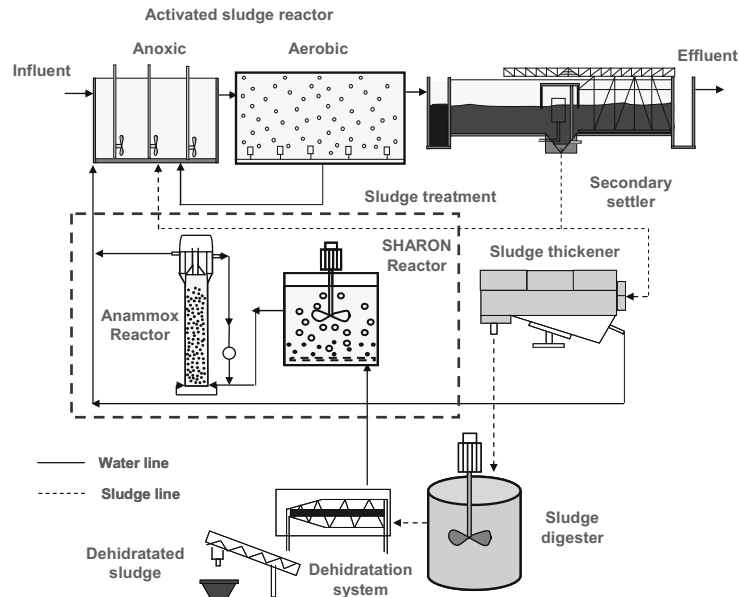 Activated sludge reactor
Anoxic
Aerobic
Influent
Effluent
Sludge treatment
Secondary
settler
SHARON
Reactor
Sludge thickener
Anammox
Reactor
Water line
Sludge line
Sludge
digester
Dehidratated
sludge
Dehidratation
system